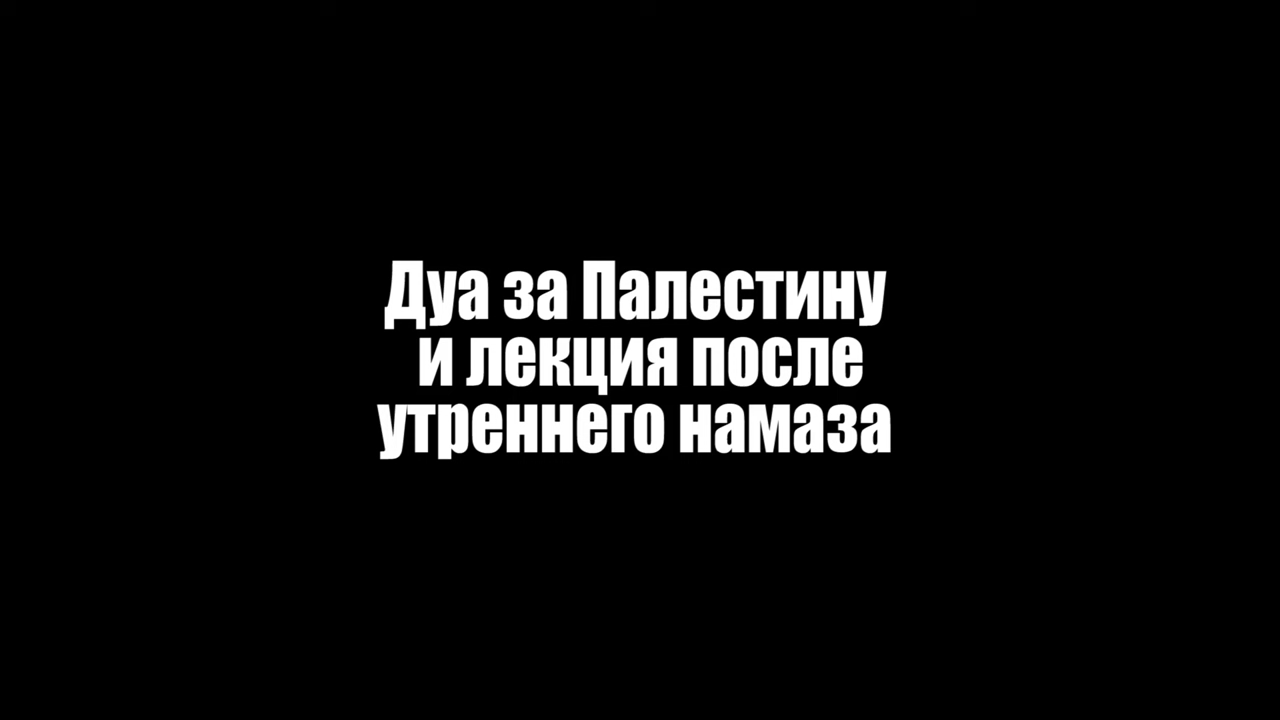 Дуа за Палестину
и лекция после
утреннего намаза